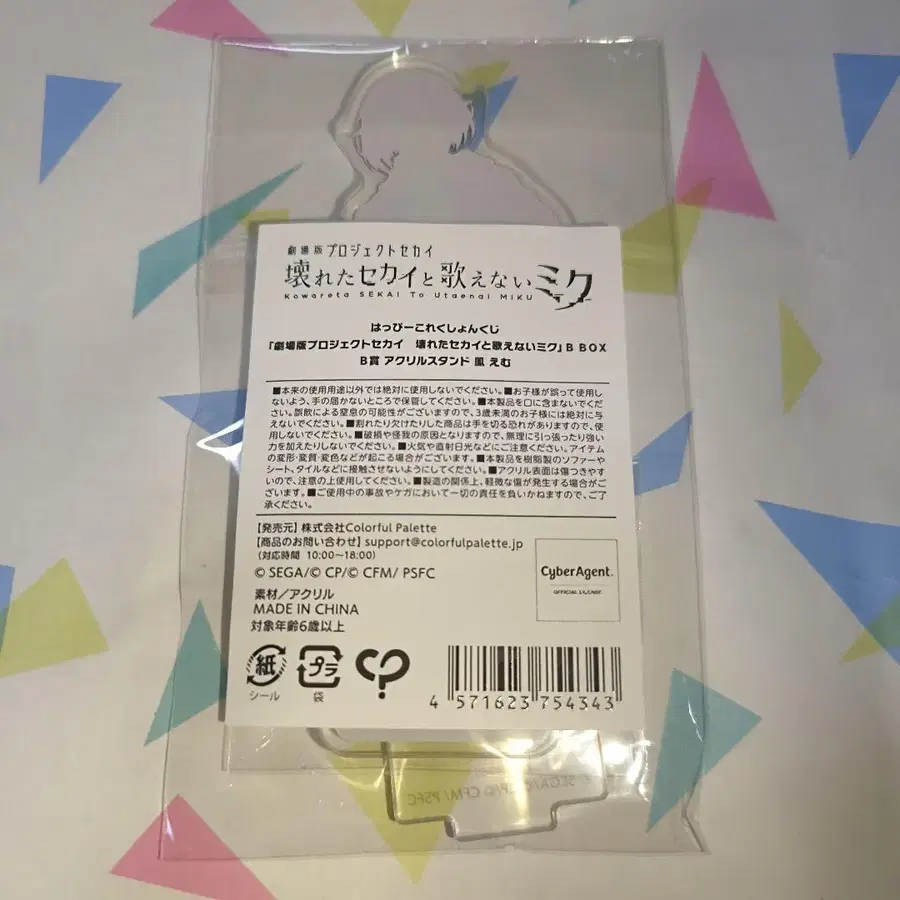 劇場版プロジェクトセカイ
壊れたセカイと歌えないミク
Kowareta SEKAI To Utaenai MIKU
はっぴーこれくしょんくじ
「劇場版プロジェクトセカイ 壊れたセカイと歌えないミク」B BOX
B賞 アクリルスタンド 鳳 えむ
■本来の使用用途以外では絶対に使用しないでください。■お子様が誤って使用し
ないよう、手の届かないところで保管してください。■本製品を口に含まないでくだ
さい。誤飲による窒息の可能性がございますので、3歳未満のお子様には絶対に与
えないでください。■割れたり欠けたりした商品は手を切る恐れがありますので、使
用しないでください。■破損や怪我の原因となりますので、無理に引っ張ったり強い
力を加えたりしないでください。■火気や直射日光などにご注意ください。アイテム
の変形・変質・変色などが起こる場合がございます。■本製品を樹脂製のソファーや
シート、タイルなどに接触させないようにしてください。■アクリル表面は傷つきやす
いので、注意の上使用してください。■製造の関係上、軽微な傷が発生する場合がご
ざいます。■ご使用中の事故やケガにおいて一切の責任を負いかねますので、ご了
承ください。
【発売元】株式会社Colorful Palette
【商品のお問い合わせ】support@colorfulpalette.jp
(対応時間 10:00~18:00)
© SEGA/© CP/© CFM/ PSFC
CyberAgent.
OFFICIAL LICENSE
素材/アクリル
MADE IN CHINA
対象年齢6歳以上
紙
シール
プラ
袋
4 571623 754343
© SEGA/© CP/© CFM/ PSFC